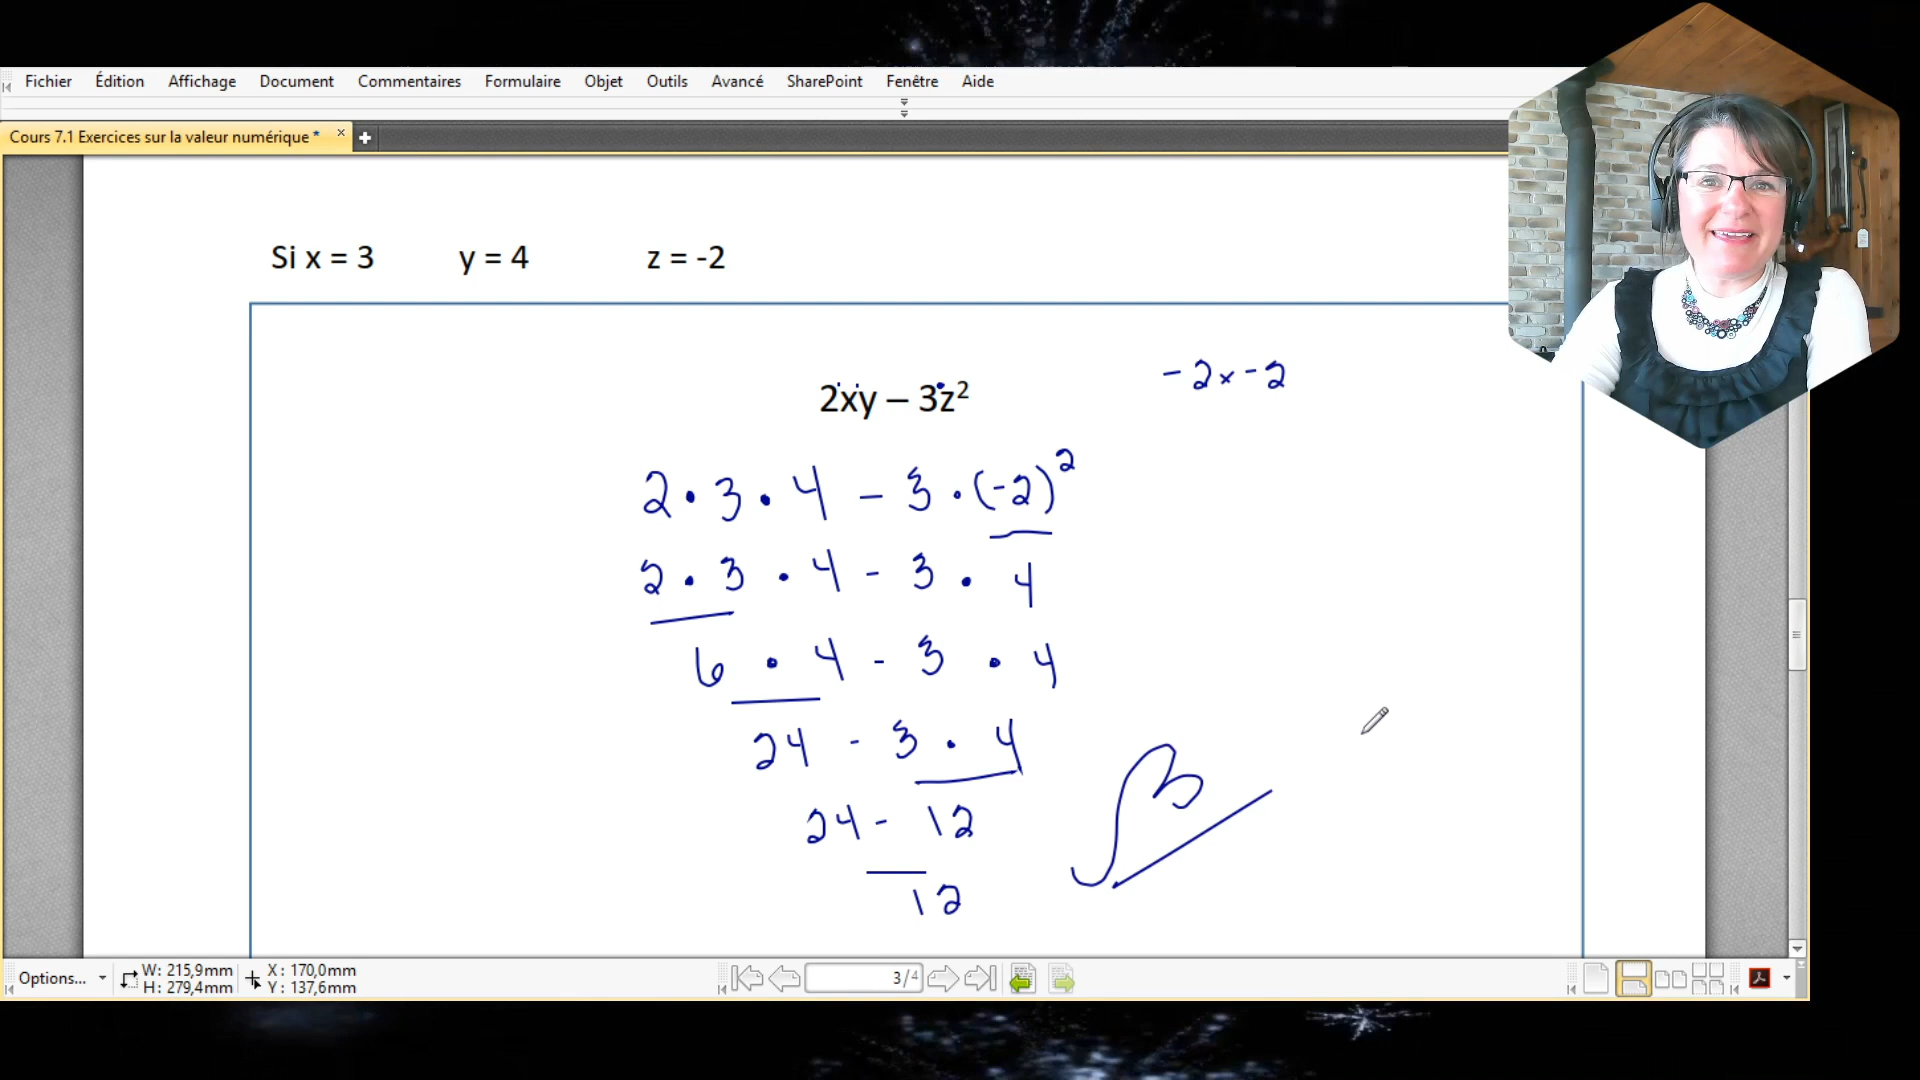 Fichier Édition Affichage Document Commentaires Formulaire Objet Outils Avancé SharePoint Fenêtre Aide
Cours 7.1 Exercices sur la valeur numérique *
Si x = 3 y = 4 z = -2
-2 x -2
2xy – 3z²
2 • 3 • 4 – 3 • (-2)²
2 • 3 • 4 - 3 • 4
6 • 4 - 3 • 4
24 - 3 • 4
24 - 12
12
Options... W: 215,9mm X: 170,0mm 3/4
H: 279,4mm Y: 137,6mm